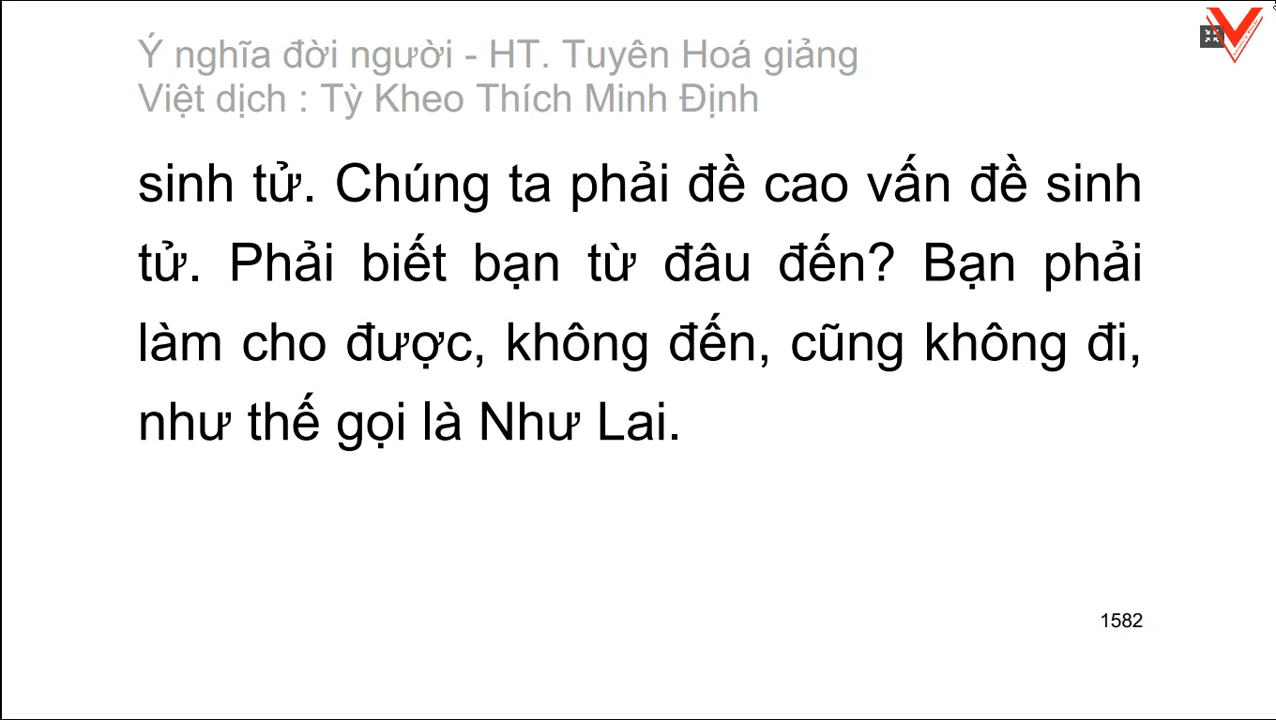 Ý nghĩa đời người - HT. Tuyên Hoá giảng
Việt dịch : Tỳ Kheo Thích Minh Định
sinh tử. Chúng ta phải đề cao vấn đề sinh
tử. Phải biết bạn từ đâu đến? Bạn phải
làm cho được, không đến, cũng không đi,
như thế gọi là Như Lai.
1582